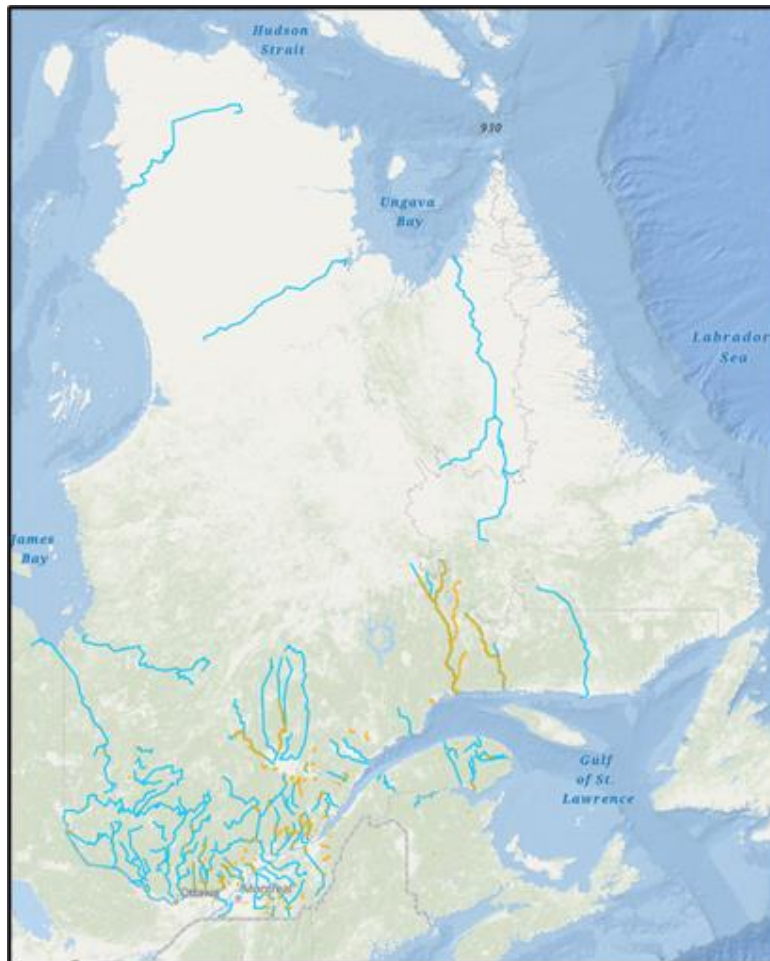 Hudson
Strait
930
Ungava
Bay
Labrador
Sea
James
Bay
Gulf
of St.
Lawrence
Ottawa
Montreal